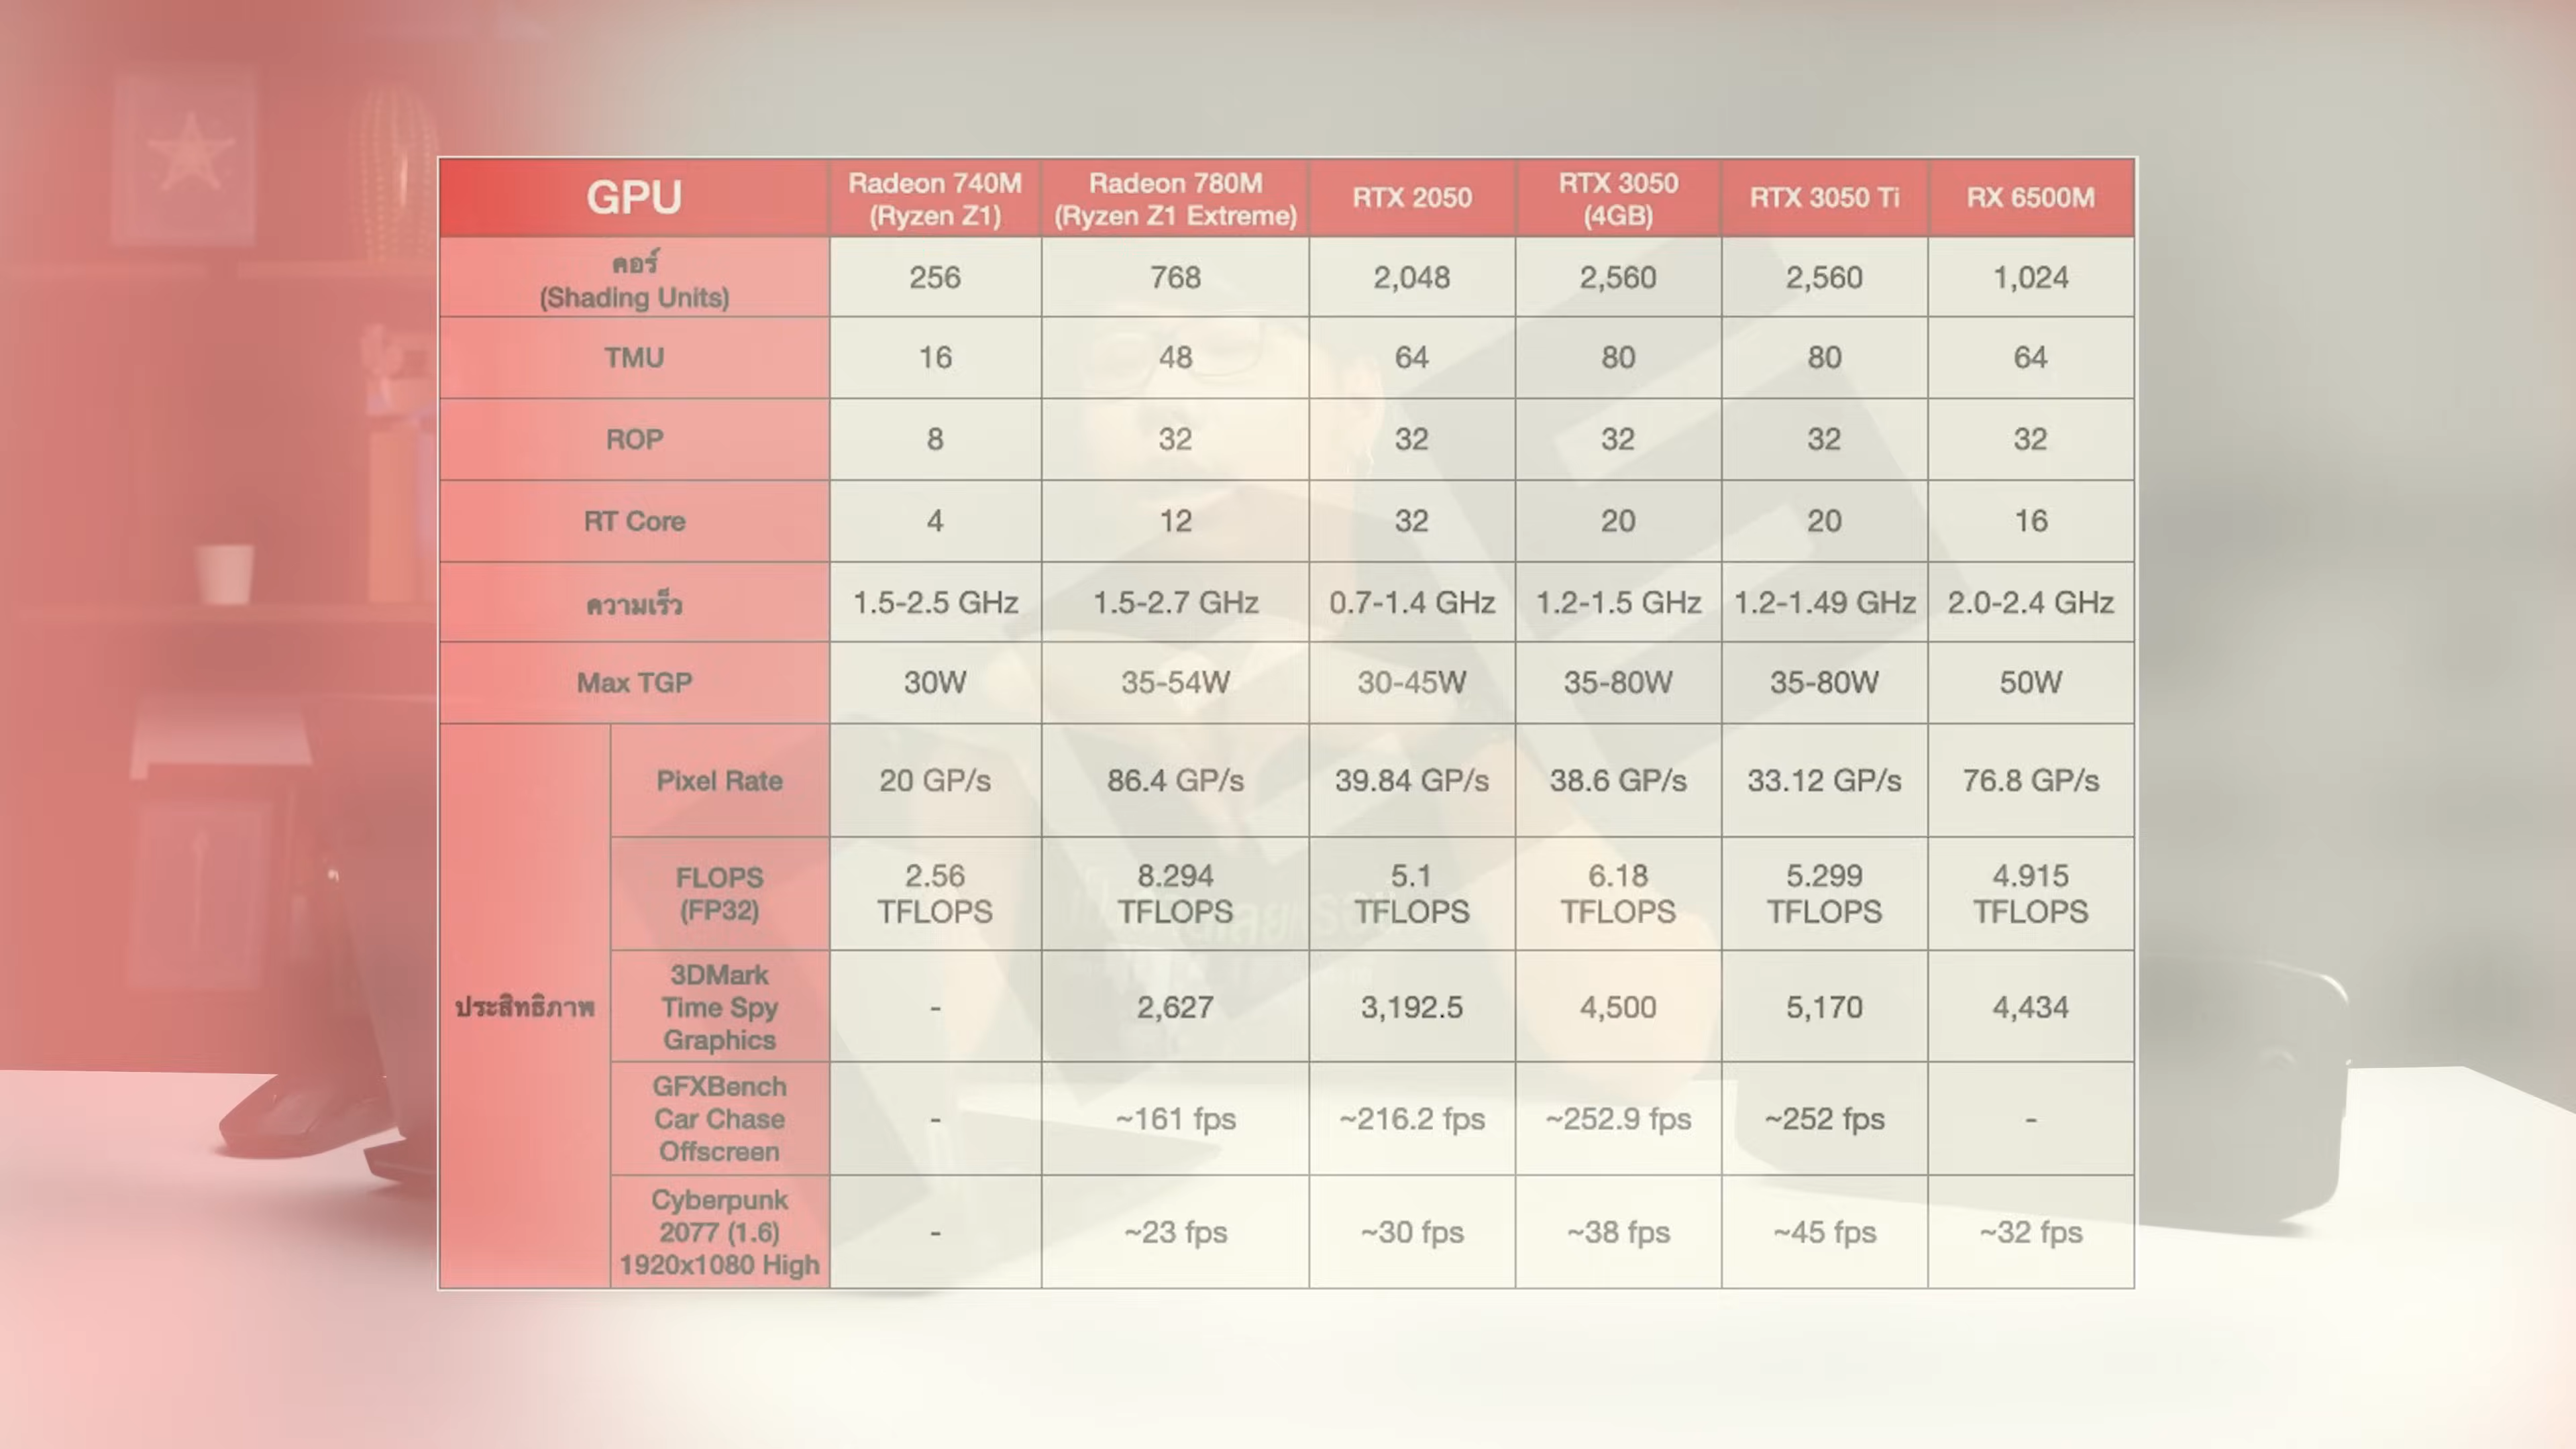 GPU
Radeon 740M
(Ryzen Z1)
Radeon 780M
(Ryzen Z1 Extreme)
RTX 2050
RTX 3050
(4GB)
RTX 3050 Ti
RX 6500M
คอร์
(Shading Units)
256
768
2,048
2,560
2,560
1,024
TMU
16
48
64
80
80
64
ROP
8
32
32
32
32
32
RT Core
4
12
32
20
20
16
ความเร็ว
1.5-2.5 GHz
1.5-2.7 GHz
0.7-1.4 GHz
1.2-1.5 GHz
1.2-1.49 GHz
2.0-2.4 GHz
Max TGP
30W
35-54W
30-45W
35-80W
35-80W
50W
ประสิทธิภาพ
Pixel Rate
20 GP/s
86.4 GP/s
39.84 GP/s
38.6 GP/s
33.12 GP/s
76.8 GP/s
FLOPS
(FP32)
2.56
TFLOPS
8.294
TFLOPS
5.1
TFLOPS
6.18
TFLOPS
5.299
TFLOPS
4.915
TFLOPS
3DMark
Time Spy
Graphics
-
2,627
3,192.5
4,500
5,170
4,434
GFXBench
Car Chase
Offscreen
-
~161 fps
~216.2 fps
~252.9 fps
~252 fps
-
Cyberpunk
2077 (1.6)
1920x1080 High
-
~23 fps
~30 fps
~38 fps
~45 fps
~32 fps